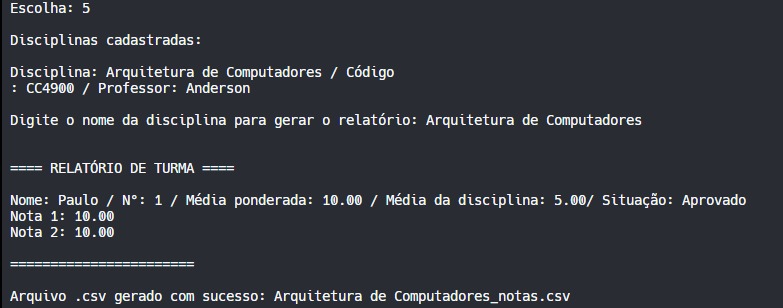 Escolha: 5
Disciplinas cadastradas:
Disciplina: Arquitetura de Computadores / Código
: CC4900 / Professor: Anderson
Digite o nome da disciplina para gerar o relatório: Arquitetura de Computadores
==== RELATÓRIO DE TURMA ====
Nome: Paulo / N°: 1 / Média ponderada: 10.00 / Média da disciplina: 5.00/ Situação: Aprovado
Nota 1: 10.00
Nota 2: 10.00
=======================
Arquivo .csv gerado com sucesso: Arquitetura de Computadores_notas.csv